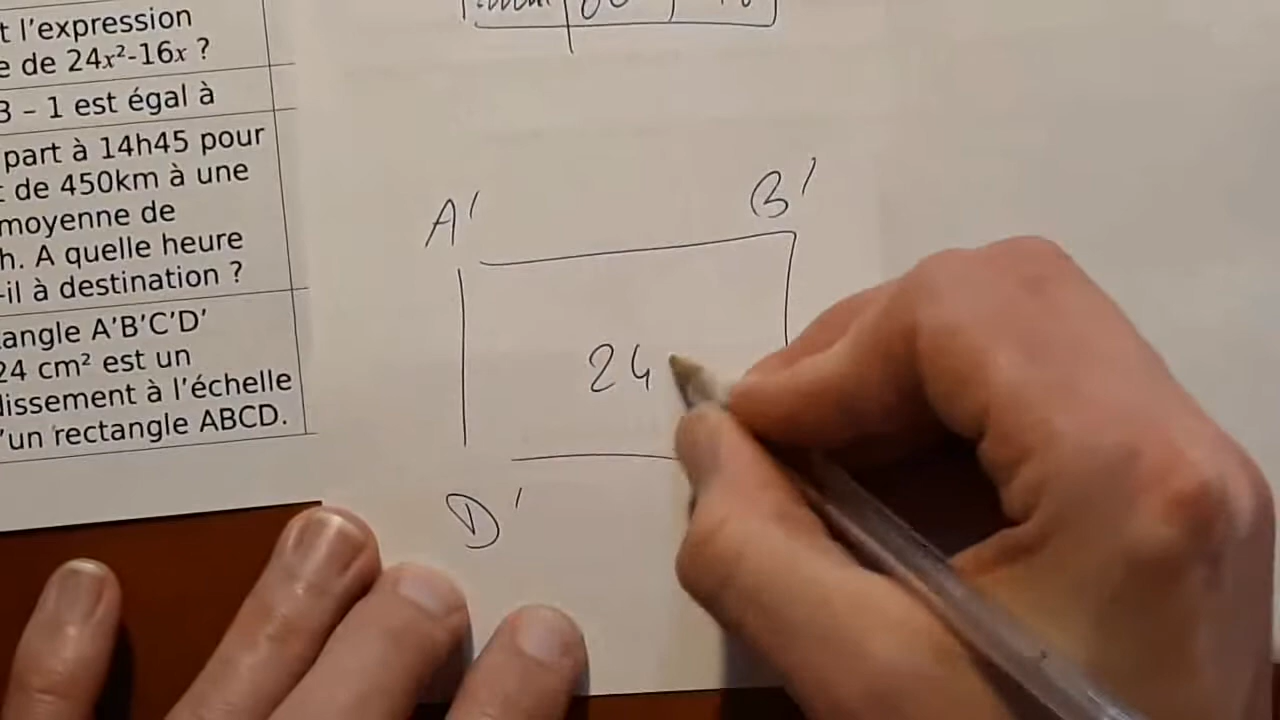 t l'expression
e de 24x²-16x ?
3 – 1 est égal à
part à 14h45 pour
de 450km à une
moyenne de
h. A quelle heure
-il à destination ?
angle A'B'C'D'
24 cm² est un
dissement à l'échelle
'un rectangle ABCD.
A' B'
24
D'